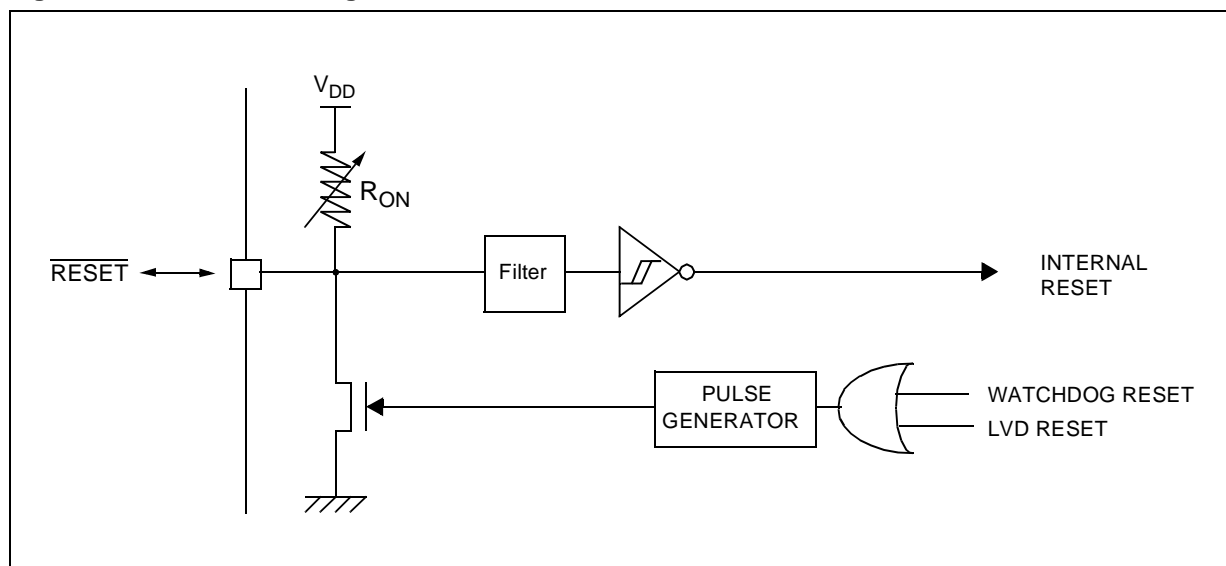 VDD
RON
RESET
Filter
INTERNAL
RESET
PULSE
GENERATOR
WATCHDOG RESET
LVD RESET